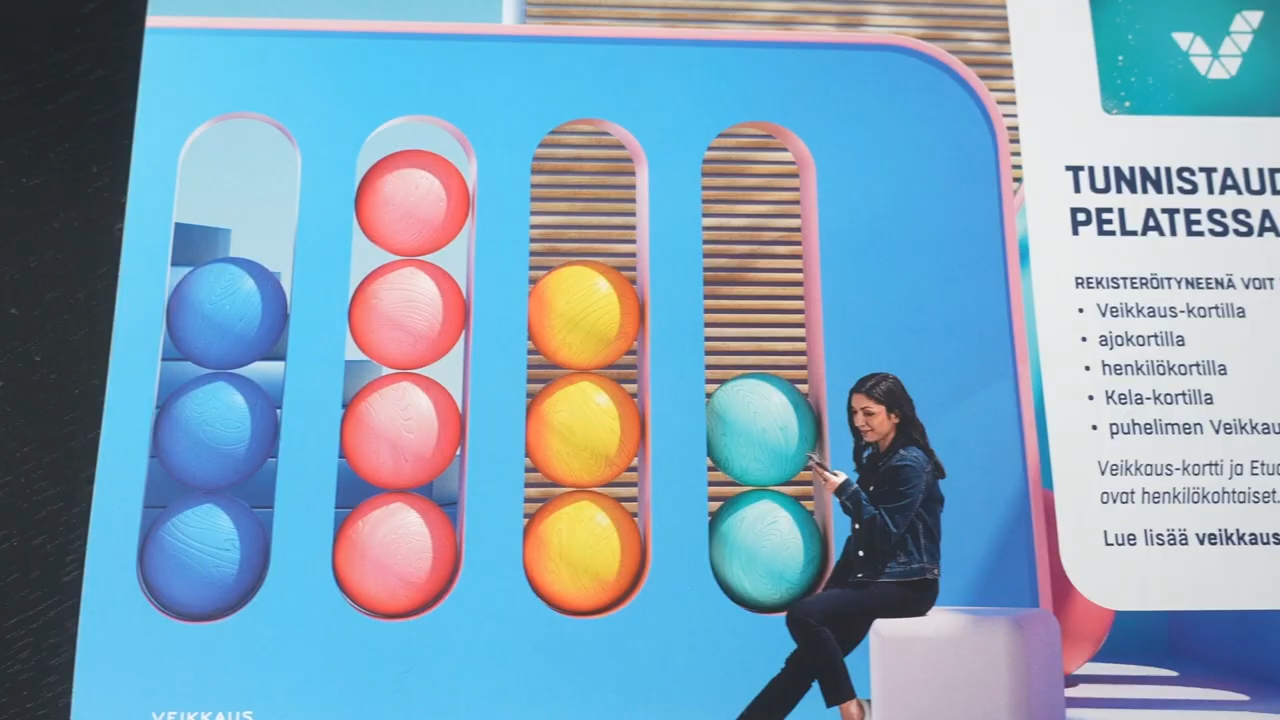 TUNNISTAUD
PELATESSA
REKISTERÖITYNEENÄ VOIT
• Veikkaus-kortilla
• ajokortilla
• henkilökortilla
• Kela-kortilla
• puhelimen Veikkau
Veikkaus-kortti ja Etu
ovat henkilökohtaiset.
Lue lisää veikkaus
VEIKKAUS